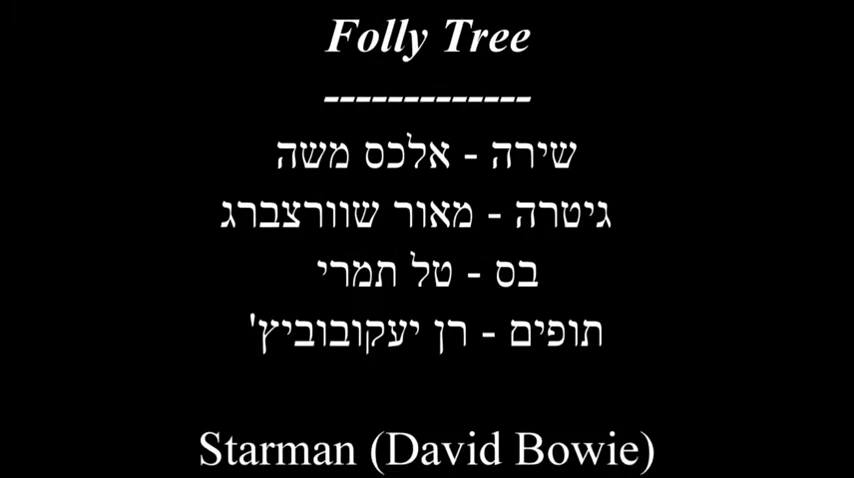 Folly Tree
-------------
שירה - אלכס משה
גיטרה - מאור שוורצברג
בס - טל תמרי
תופים - רן יעקובוביץ'
Starman (David Bowie)